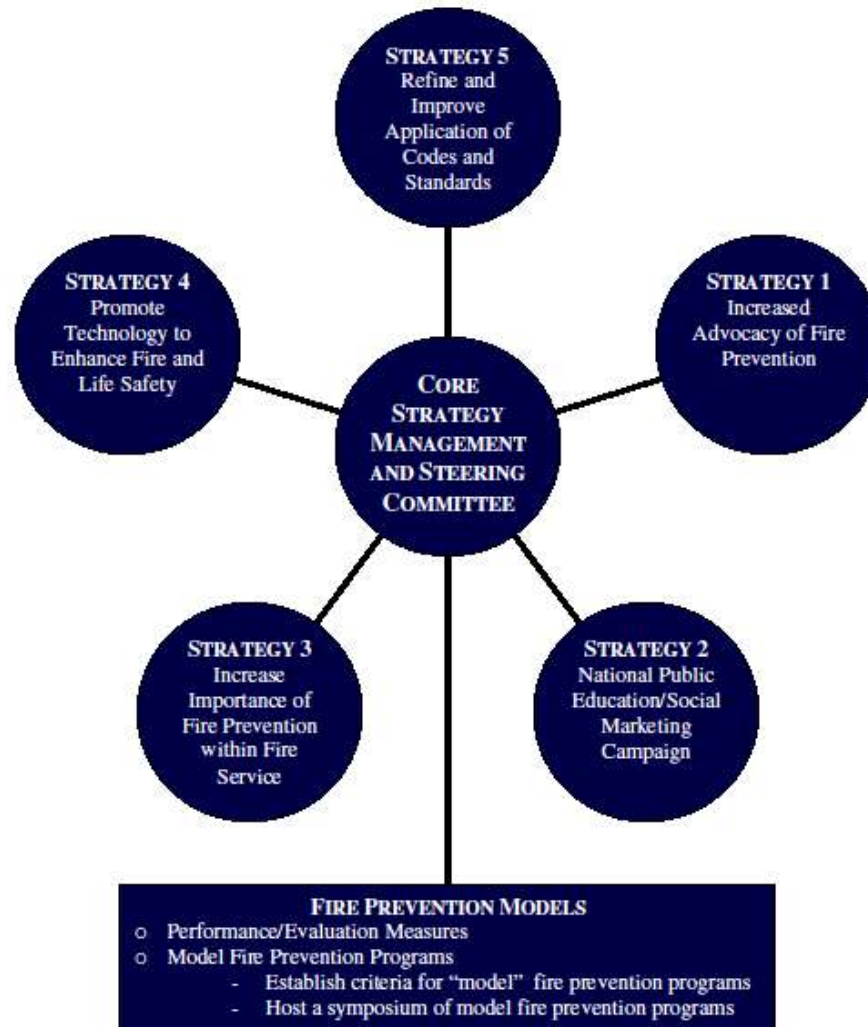 STRATEGY 5
Refine and
Improve
Application of
Codes and
Standards
STRATEGY 4
Promote
Technology to
Enhance Fire and
Life Safety
STRATEGY 1
Increased
Advocacy of Fire
Prevention
CORE
STRATEGY
MANAGEMENT
AND STEERING
COMMITTEE
STRATEGY 3
Increase
Importance of
Fire Prevention
within Fire
Service
STRATEGY 2
National Public
Education/Social
Marketing
Campaign
FIRE PREVENTION MODELS
o Performance/Evaluation Measures
o Model Fire Prevention Programs
- Establish criteria for “model” fire prevention programs
- Host a symposium of model fire prevention programs